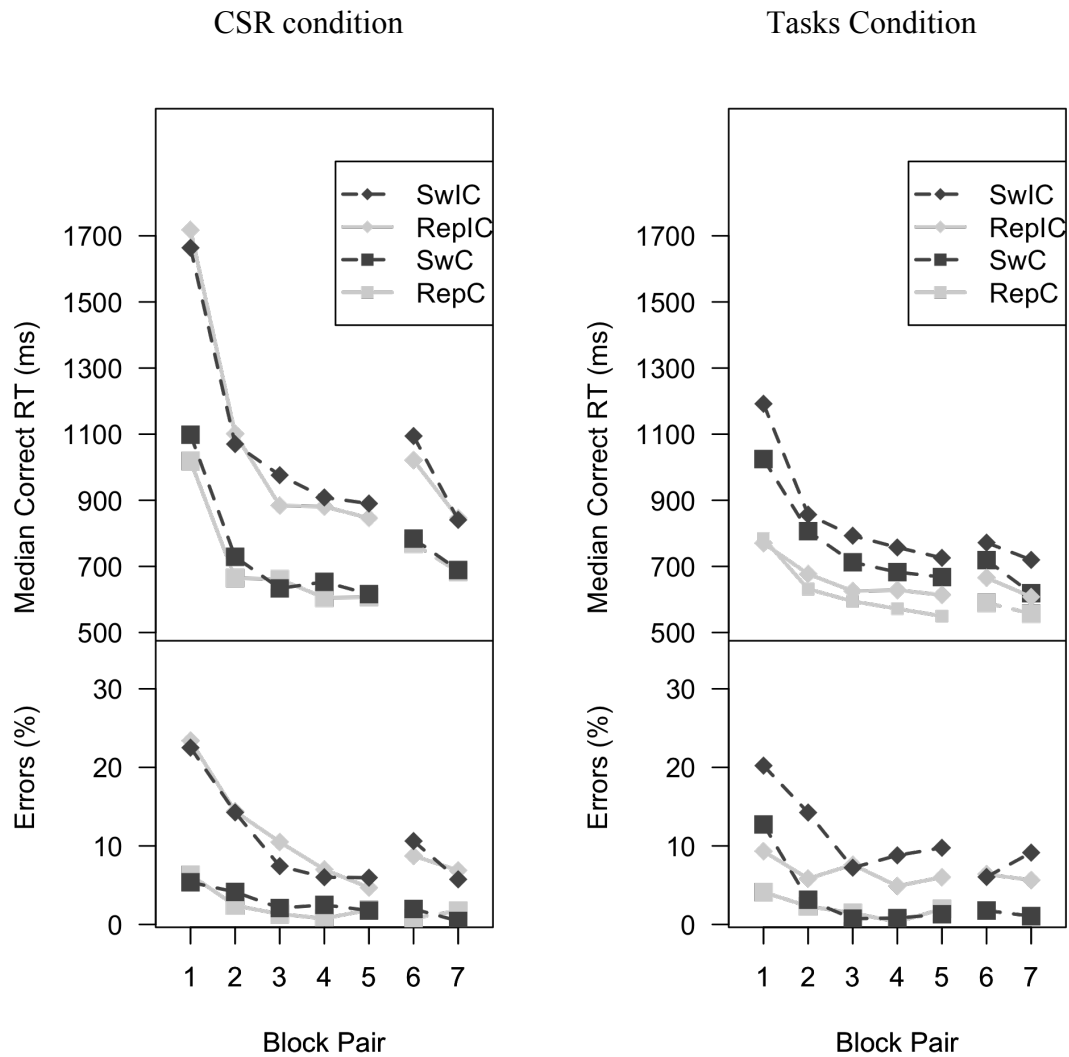 CSR condition
Tasks Condition
SwIC
RepIC
SwC
RepC
1700
1500
1300
1100
900
700
500
Median Correct RT (ms)
30
20
10
0
Errors (%)
1 2 3 4 5 6 7
Block Pair
SwIC
RepIC
SwC
RepC
1700
1500
1300
1100
900
700
500
Median Correct RT (ms)
30
20
10
0
Errors (%)
1 2 3 4 5 6 7
Block Pair